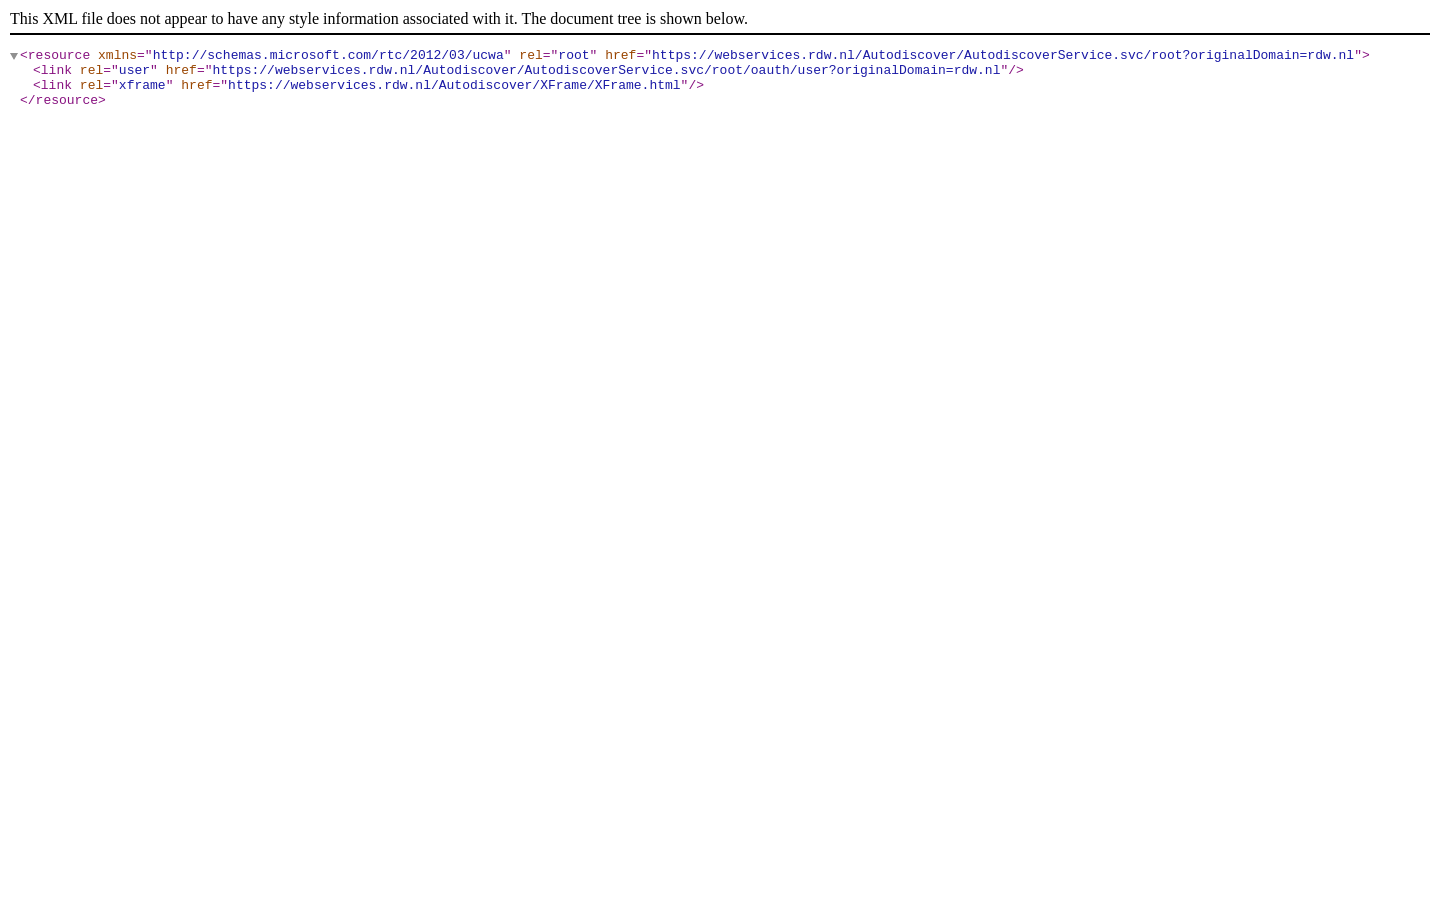 This XML file does not appear to have any style information associated with it. The document tree is shown below.
<resource xmlns="http://schemas.microsoft.com/rtc/2012/03/ucwa" rel="root" href="https://webservices.rdw.nl/Autodiscover/AutodiscoverService.svc/root?originalDomain=rdw.nl">
<link rel="user" href="https://webservices.rdw.nl/Autodiscover/AutodiscoverService.svc/root/oauth/user?originalDomain=rdw.nl"/>
<link rel="xframe" href="https://webservices.rdw.nl/Autodiscover/XFrame/XFrame.html"/>
</resource>